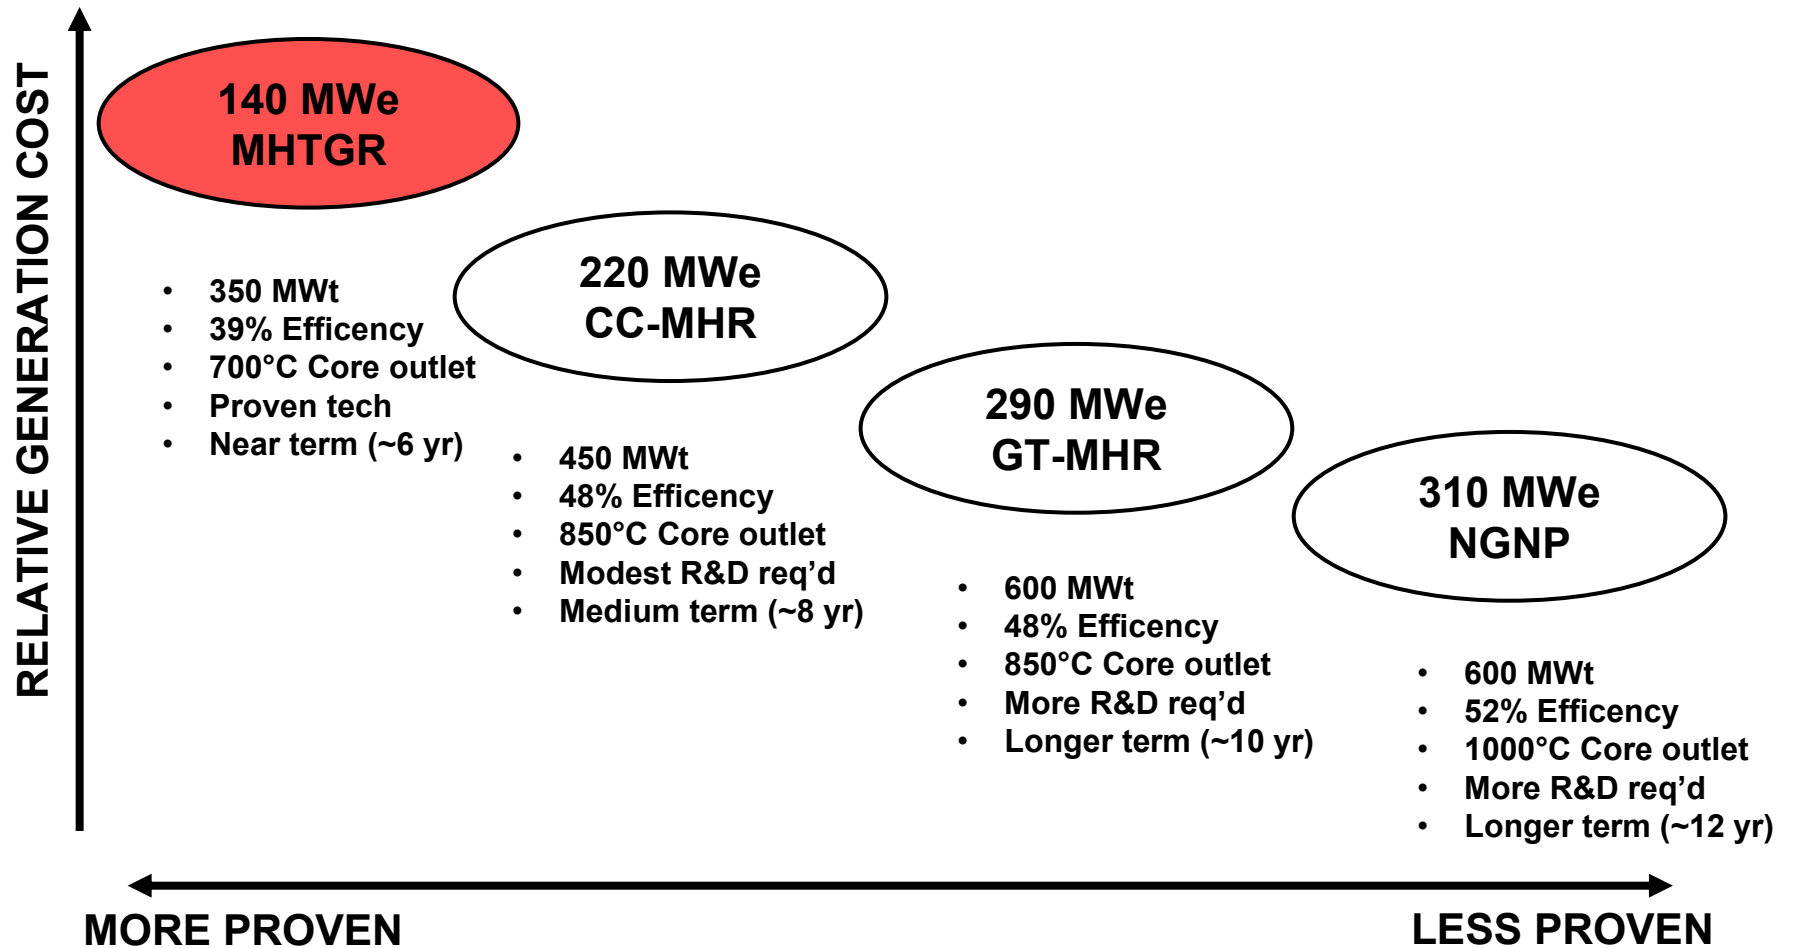 RELATIVE GENERATION COST
140 MWe
MHTGR
• 350 MWt
• 39% Efficency
• 700°C Core outlet
• Proven tech
• Near term (~6 yr)
220 MWe
CC-MHR
• 450 MWt
• 48% Efficency
• 850°C Core outlet
• Modest R&D req’d
• Medium term (~8 yr)
290 MWe
GT-MHR
• 600 MWt
• 48% Efficency
• 850°C Core outlet
• More R&D req’d
• Longer term (~10 yr)
310 MWe
NGNP
• 600 MWt
• 52% Efficency
• 1000°C Core outlet
• More R&D req’d
• Longer term (~12 yr)
MORE PROVEN
LESS PROVEN